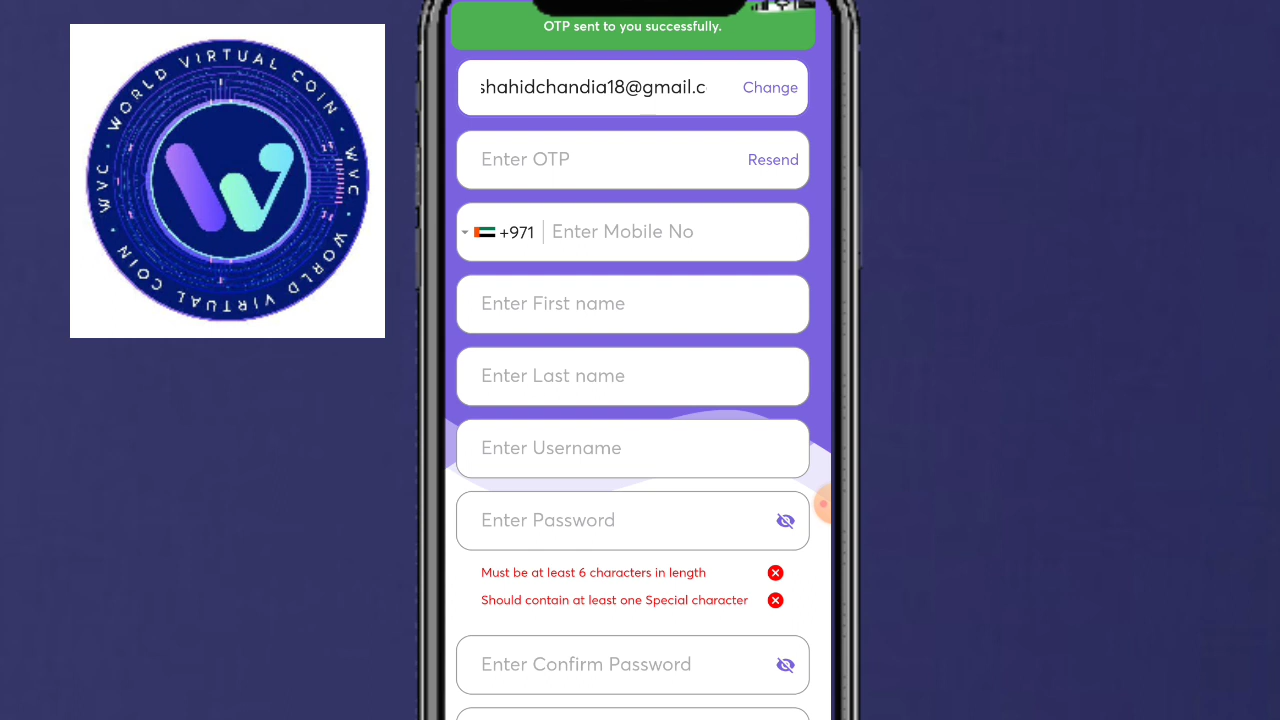 WORLD VIRTUAL COIN · WVC · WORLD VIRTUAL COIN · WVC ·
OTP sent to you successfully.
shahidchandia18@gmail.c
Change
Enter OTP
Resend
+971
Enter Mobile No
Enter First name
Enter Last name
Enter Username
Enter Password
Must be at least 6 characters in length
Should contain at least one Special character
Enter Confirm Password